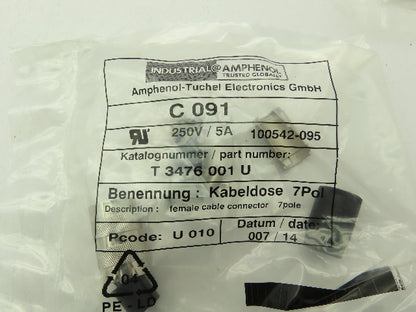 INDUSTRIAL@AMPHENOL
TRUSTED GLOBALLY
Amphenol-Tuchel Electronics GmbH
C 091
250V / 5A 100542-095
Katalognummer / part number:
T 3476 001 U
Benennung : Kabeldose 7Pol
Description : female cable connector 7pole
Pcode: U 010
Datum / date:
007 / 14
04
PE - LD